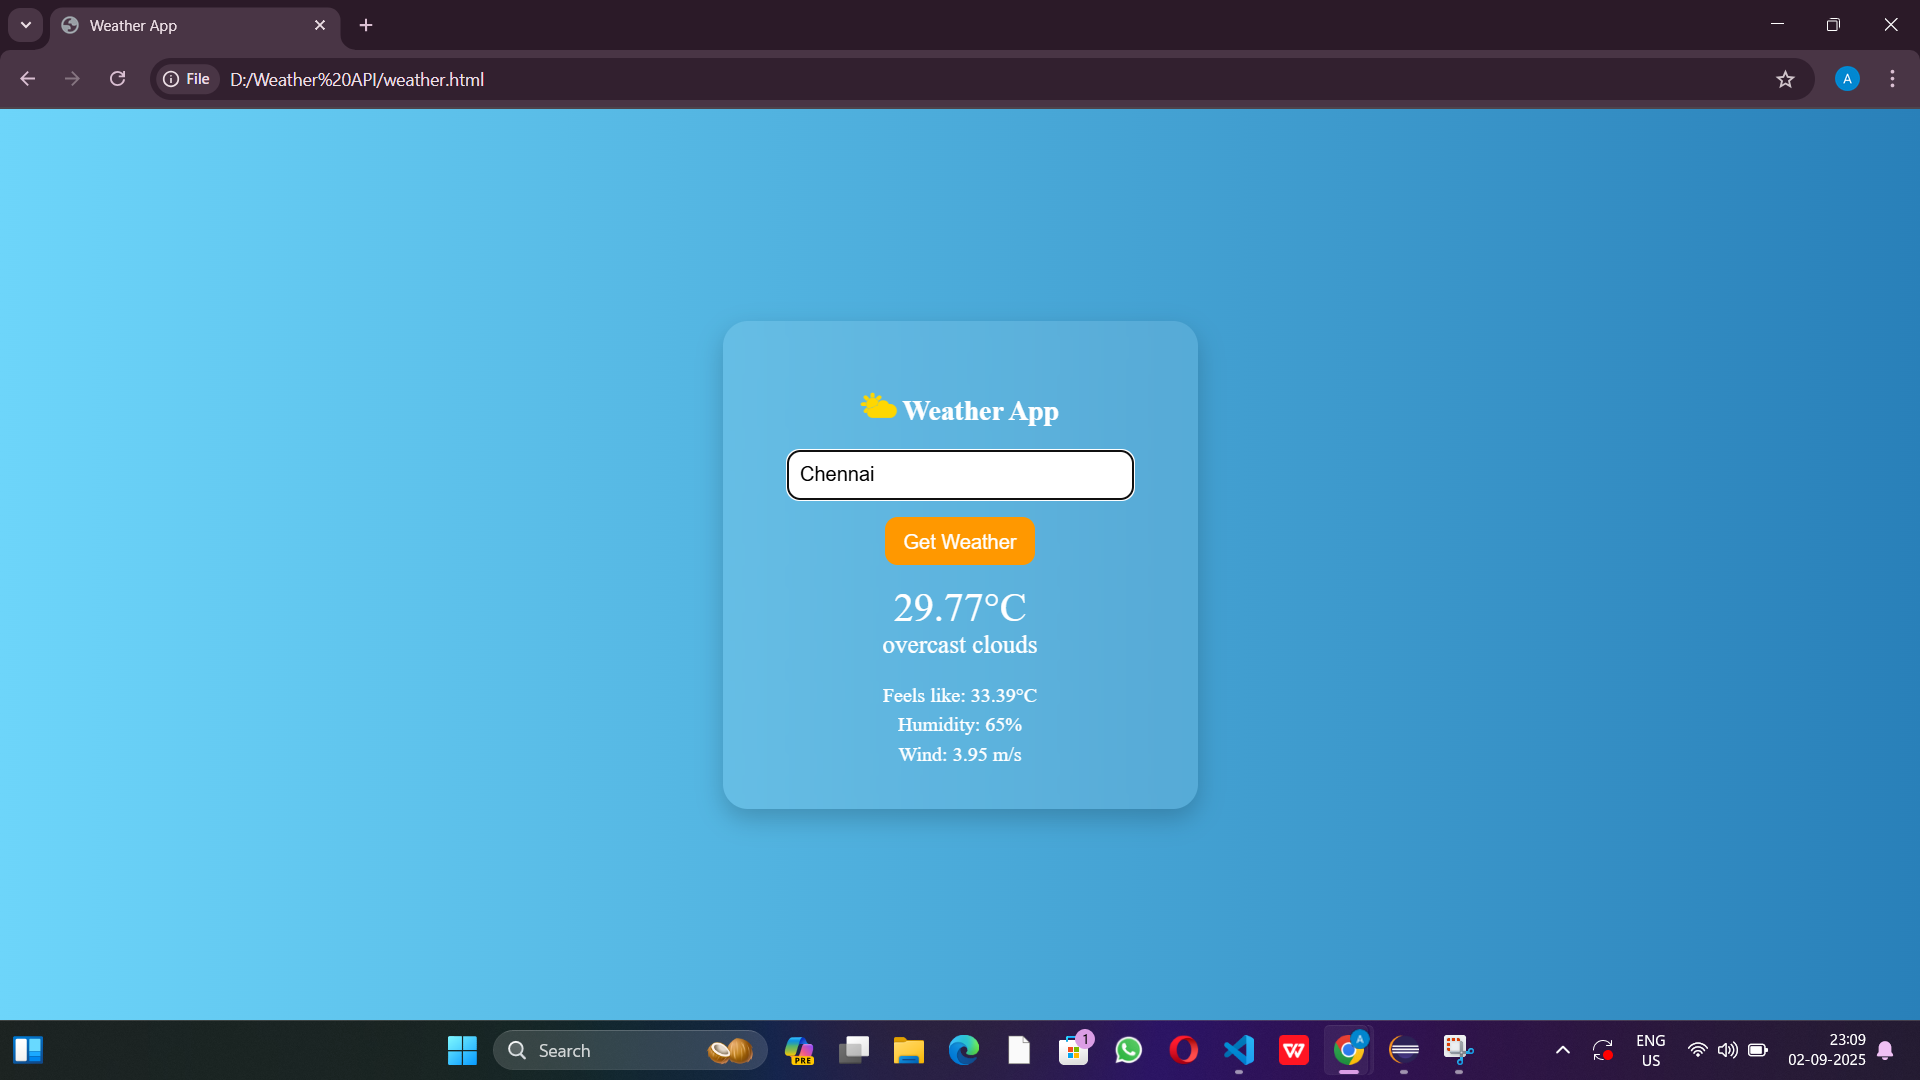 Weather App
File D:/Weather%20API/weather.html
A
Weather App
Chennai
Get Weather
29.77°C
overcast clouds
Feels like: 33.39°C
Humidity: 65%
Wind: 3.95 m/s
Search
PRE
1
W
A
ENG
US
23:09
02-09-2025